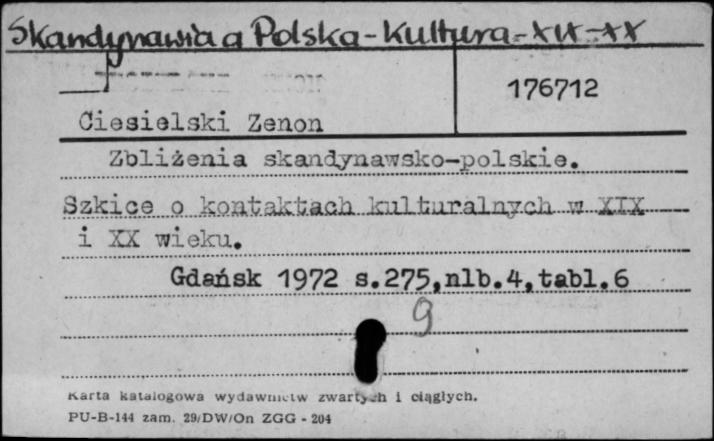 Skandynawia a Polska - Kultura - XIX - XX
176712
Ciesielski Zenon
Zbliżenia skandynawsko-polskie.
Szkice o kontaktach kulturalnych w XIX
i XX wieku.
Gdańsk 1972 s.275,nlb.4,tabl.6
9
Karta katalogowa wydawnictw zwartych i ciągłych.
PU-B-144 zam. 29/DW/On ZGG - 204